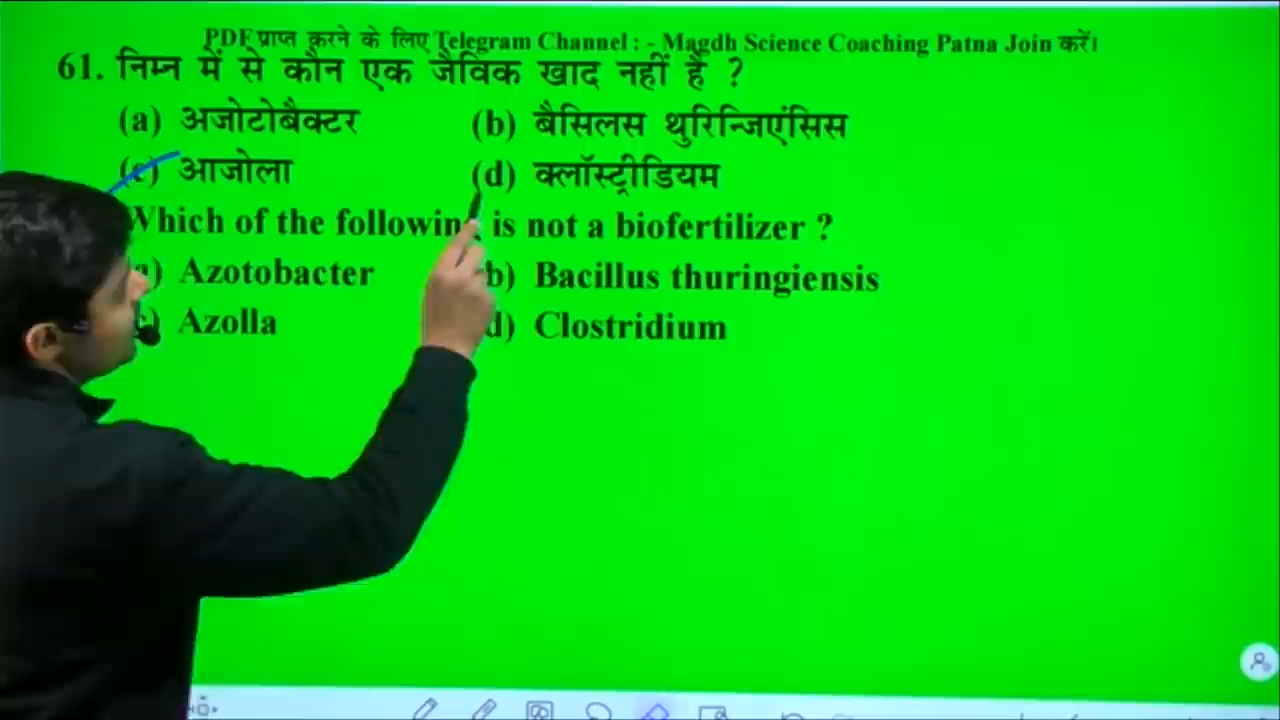 PDF प्राप्त करने के लिए Telegram Channel : - Magdh Science Coaching Patna Join करें।
61. निम्न में से कौन एक जैविक खाद नहीं है ?
(a) अजोटोबैक्टर (b) बैसिलस थुरिन्जिएंसिस
(c) आजोला (d) क्लॉस्ट्रीडियम
Which of the following is not a biofertilizer ?
a) Azotobacter b) Bacillus thuringiensis
c) Azolla d) Clostridium